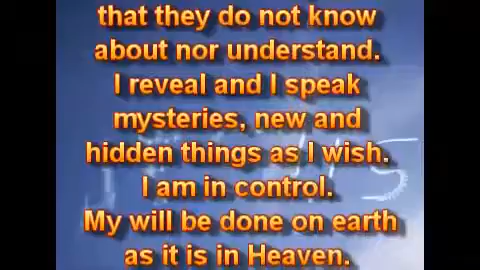 that they do not know
about nor understand.
I reveal and I speak
mysteries, new and
hidden things as I wish.
I am in control.
My will be done on earth
as it is in Heaven.